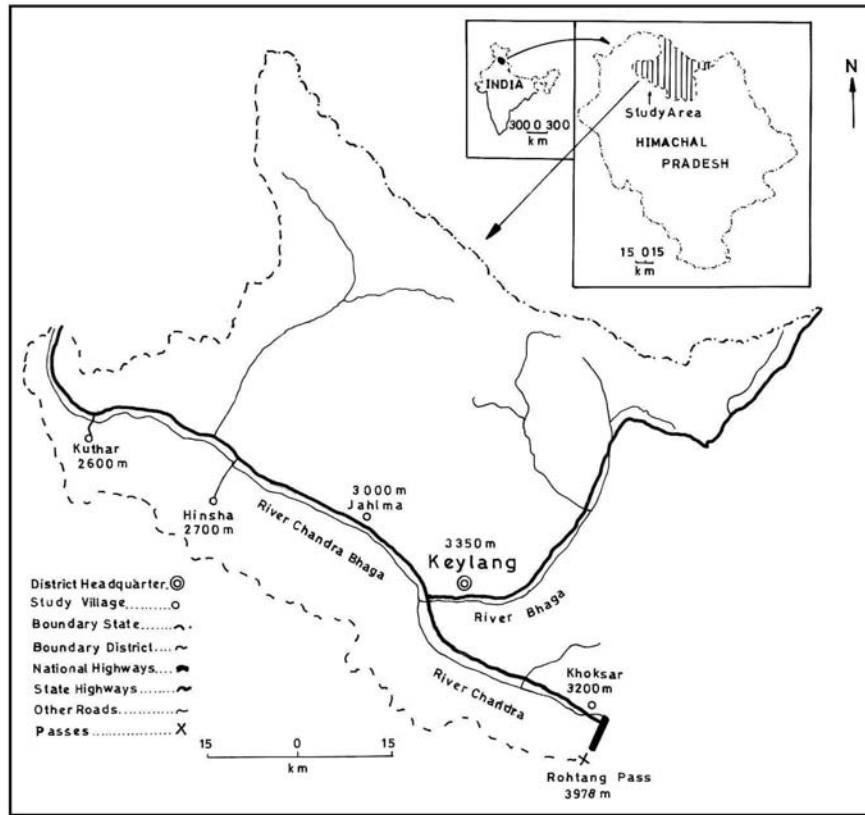 INDIA
300 0 300
km
Study Area
HIMACHAL
PRADESH
15 0 15
km
N
Kuthar
2600 m
Hinsha
2700 m
3000 m
Jahlma
River Chandra Bhaga
3350 m
Keylang
River Bhaga
River Chandra
Khoksar
3200 m
Rohtang Pass
3978 m
District Headquarter
Study Village..........
Boundary State.......
Boundary District.....
National Highways.....
State Highways.......
Other Roads............
Passes ................. X
15 0 15
km